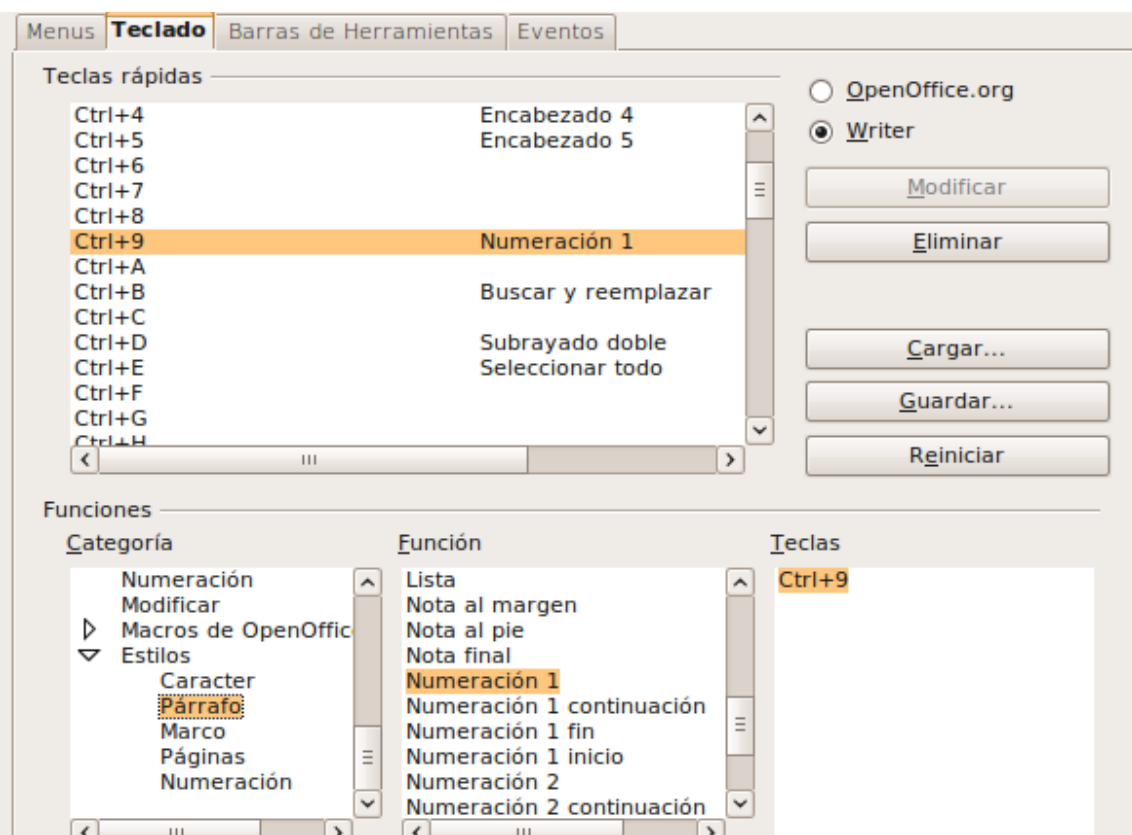 Menus Teclado Barras de Herramientas Eventos
Teclas rápidas
Ctrl+4 Encabezado 4
Ctrl+5 Encabezado 5
Ctrl+6
Ctrl+7
Ctrl+8
Ctrl+9 Numeración 1
Ctrl+A
Ctrl+B Buscar y reemplazar
Ctrl+C
Ctrl+D Subrayado doble
Ctrl+E Seleccionar todo
Ctrl+F
Ctrl+G
Ctrl+H
OpenOffice.org
Writer
Modificar
Eliminar
Cargar...
Guardar...
Reiniciar
Funciones
Categoría
Numeración
Modificar
Macros de OpenOffic
Estilos
Caracter
Párrafo
Marco
Páginas
Numeración
Función
Lista
Nota al margen
Nota al pie
Nota final
Numeración 1
Numeración 1 continuación
Numeración 1 fin
Numeración 1 inicio
Numeración 2
Numeración 2 continuación
Teclas
Ctrl+9